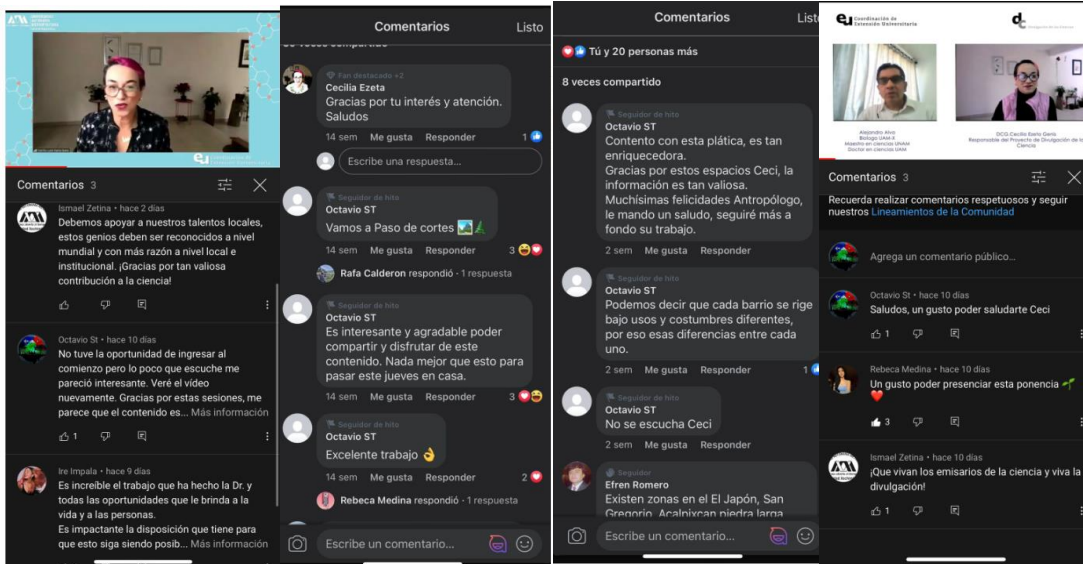 Comentarios 3
Ismael Zetina • hace 2 días
Debemos apoyar a nuestros talentos locales,
estos genios deben ser reconocidos a nivel
mundial y con más razón a nivel local e
institucional. ¡Gracias por tan valiosa
contribución a la ciencia!
Octavio St • hace 10 días
No tuve la oportunidad de ingresar al
comienzo pero lo poco que escuche me
pareció interesante. Veré el vídeo
nuevamente. Gracias por estas sesiones, me
parece que el contenido es... Más información
1
Ire Impala • hace 9 días
Es increíble el trabajo que ha hecho la Dr. y
todas las oportunidades que le brinda a la
vida y a las personas.
Es impactante la disposición que tiene para
que esto siga siendo posib... Más información
Comentarios Listo
veces compartido
Fan destacado +2
Cecilia Ezeta
Gracias por tu interés y atención.
Saludos
14 sem Me gusta Responder 1
Escribe una respuesta...
Seguidor de hito
Octavio ST
Vamos a Paso de cortes
14 sem Me gusta Responder 3
Rafa Calderon respondió · 1 respuesta
Seguidor de hito
Octavio ST
Es interesante y agradable poder
compartir y disfrutar de este
contenido. Nada mejor que esto para
pasar este jueves en casa.
14 sem Me gusta Responder 3
Seguidor de hito
Octavio ST
Excelente trabajo 👌
14 sem Me gusta Responder 2
Rebeca Medina respondió · 1 respuesta
Escribe un comentario...
Comentarios List
Tú y 20 personas más
8 veces compartido
Seguidor de hito
Octavio ST
Contento con esta plática, es tan
enriquecedora.
Gracias por estos espacios Ceci, la
información es tan valiosa.
Muchísimas felicidades Antropólogo,
le mando un saludo, seguiré más a
fondo su trabajo.
2 sem Me gusta Responder
Seguidor de hito
Octavio ST
Podemos decir que cada barrio se rige
bajo usos y costumbres diferentes,
por eso esas diferencias entre cada
uno.
2 sem Me gusta Responder 1
Seguidor de hito
Octavio ST
No se escucha Ceci
2 sem Me gusta Responder
Seguidor
Efren Romero
Existen zonas en el El Japón, San
Gregorio, Acalpixcan piedra larga
Escribe un comentario...
Coordinación de
Extensión Universitaria
dc
Alejandro Alva
Biólogo UAM-X
Maestro en ciencias UNAM
Doctor en ciencias UAM
DCG Cecilia Ezeta Genis
Responsable del Proyecto de Divulgación de la
Ciencia
Comentarios 3
Recuerda realizar comentarios respetuosos y seguir
nuestros Lineamientos de la Comunidad
Agrega un comentario público...
Octavio St • hace 10 días
Saludos, un gusto poder saludarte Ceci
1
Rebeca Medina • hace 10 días
Un gusto poder presenciar esta ponencia 🌱
❤️
3
Ismael Zetina • hace 10 días
¡Que vivan los emisarios de la ciencia y viva la
divulgación!
1